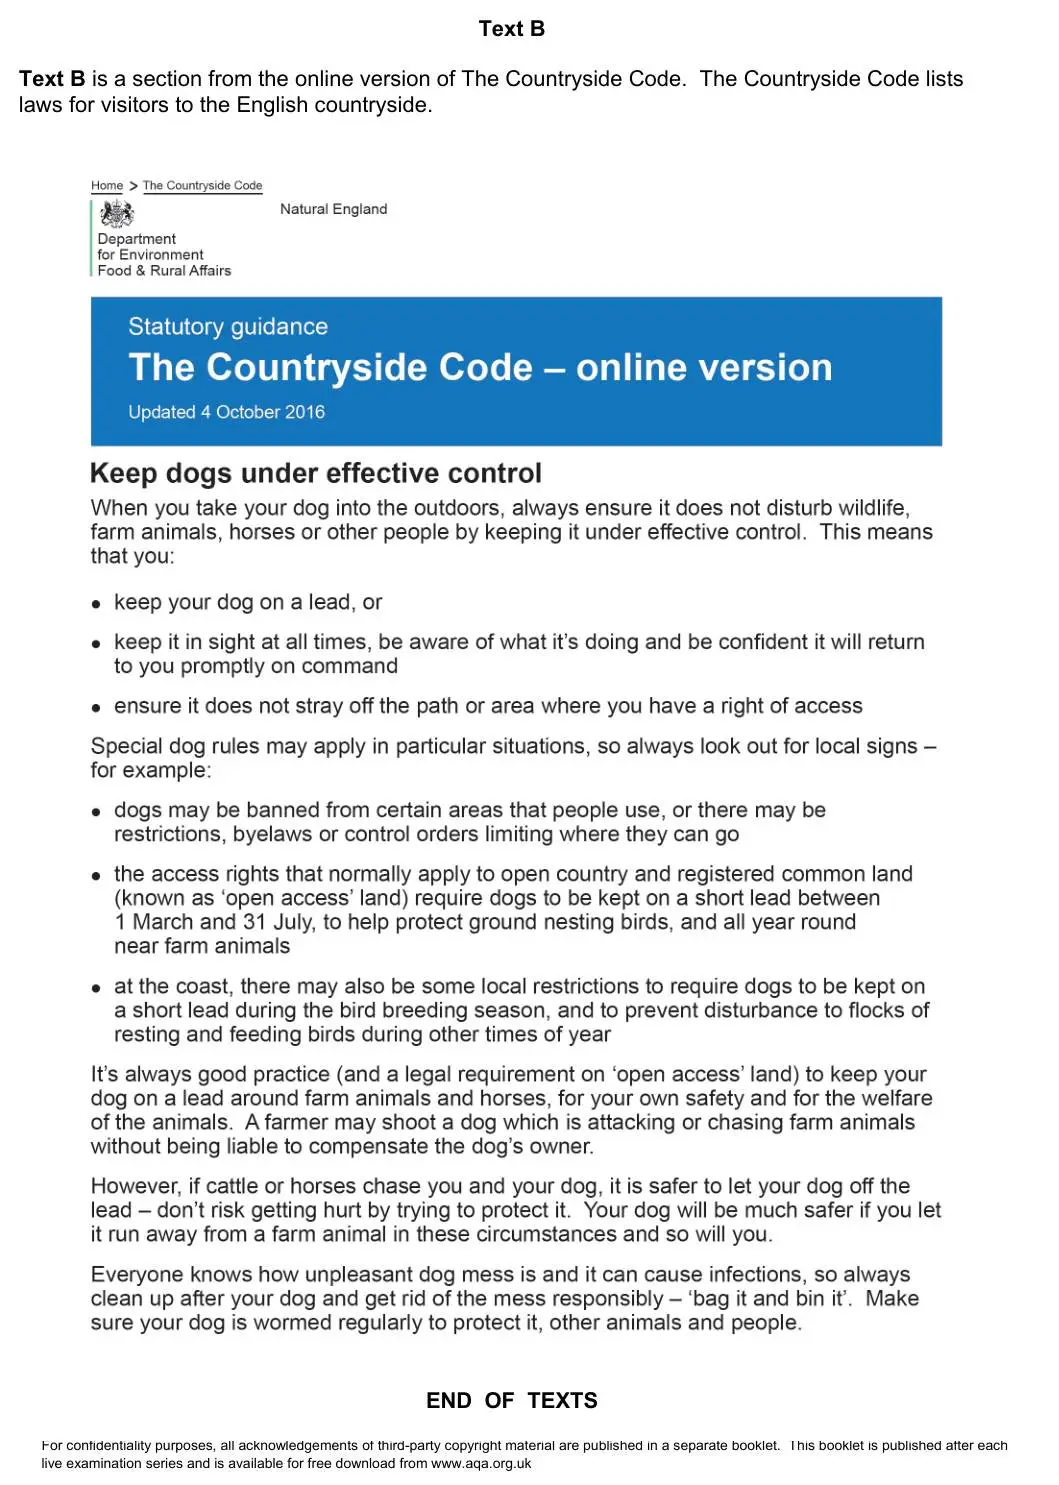 Text B
Text B is a section from the online version of The Countryside Code. The Countryside Code lists
laws for visitors to the English countryside.
Home > The Countryside Code
Natural England
Department
for Environment
Food & Rural Affairs
Statutory guidance
The Countryside Code – online version
Updated 4 October 2016
Keep dogs under effective control
When you take your dog into the outdoors, always ensure it does not disturb wildlife,
farm animals, horses or other people by keeping it under effective control. This means
that you:
• keep your dog on a lead, or
• keep it in sight at all times, be aware of what it's doing and be confident it will return
to you promptly on command
• ensure it does not stray off the path or area where you have a right of access
Special dog rules may apply in particular situations, so always look out for local signs –
for example:
• dogs may be banned from certain areas that people use, or there may be
restrictions, byelaws or control orders limiting where they can go
• the access rights that normally apply to open country and registered common land
(known as 'open access' land) require dogs to be kept on a short lead between
1 March and 31 July, to help protect ground nesting birds, and all year round
near farm animals
• at the coast, there may also be some local restrictions to require dogs to be kept on
a short lead during the bird breeding season, and to prevent disturbance to flocks of
resting and feeding birds during other times of year
It's always good practice (and a legal requirement on 'open access' land) to keep your
dog on a lead around farm animals and horses, for your own safety and for the welfare
of the animals. A farmer may shoot a dog which is attacking or chasing farm animals
without being liable to compensate the dog's owner.
However, if cattle or horses chase you and your dog, it is safer to let your dog off the
lead – don't risk getting hurt by trying to protect it. Your dog will be much safer if you let
it run away from a farm animal in these circumstances and so will you.
Everyone knows how unpleasant dog mess is and it can cause infections, so always
clean up after your dog and get rid of the mess responsibly – 'bag it and bin it'. Make
sure your dog is wormed regularly to protect it, other animals and people.
END OF TEXTS
For confidentiality purposes, all acknowledgements of third-party copyright material are published in a separate booklet. This booklet is published after each
live examination series and is available for free download from www.aqa.org.uk